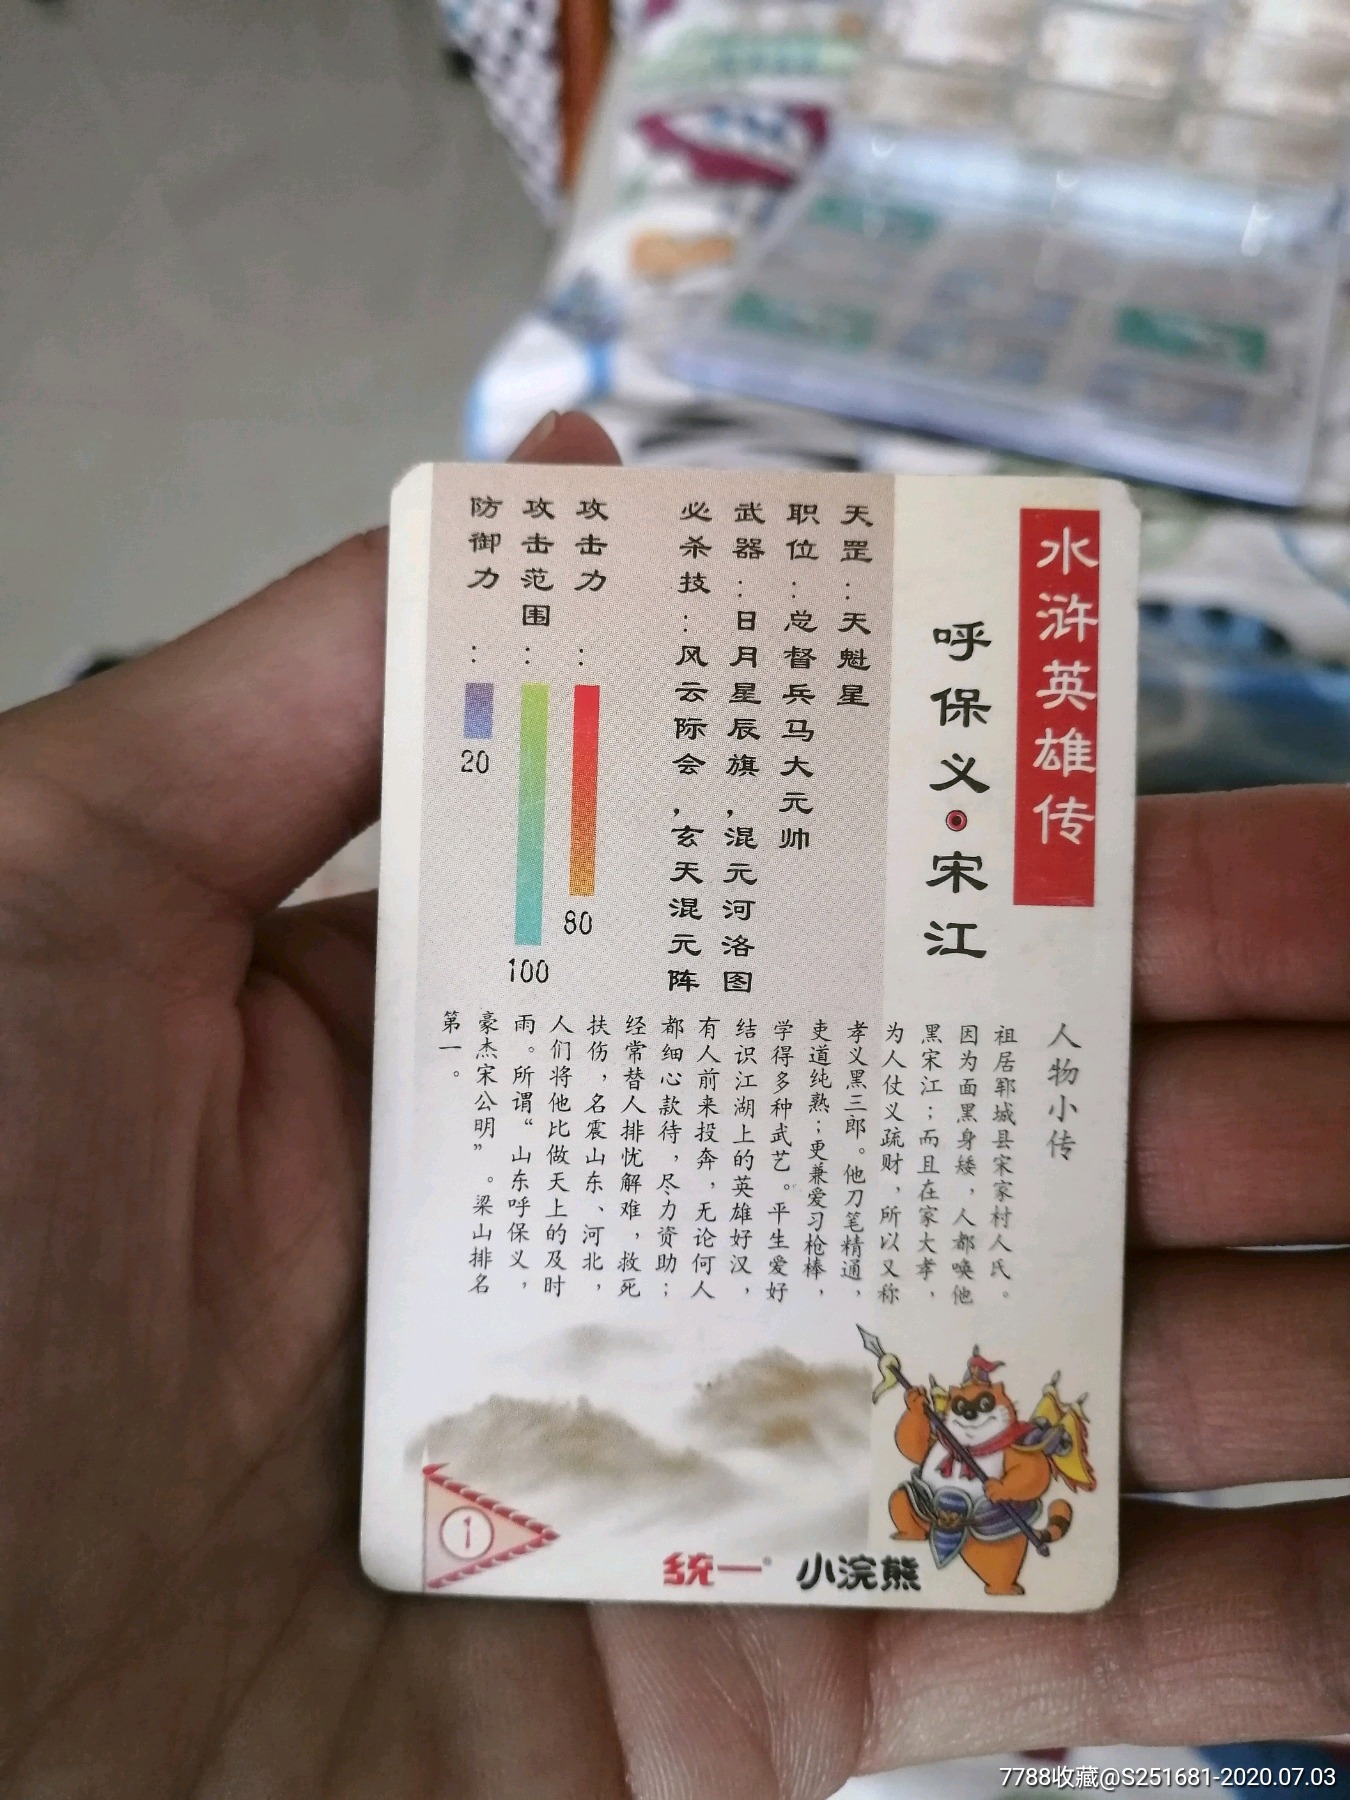 水浒英雄传
呼保义·宋江
天罡：天魁星
职位：总督兵马大元帅
武器：日月星辰旗，混元河洛图
必杀技：风云际会，玄天混元阵
攻击力：80
攻击范围：100
防御力：20
人物小传
祖居郓城县宋家村人氏。
因为面黑身矮，人都唤他
黑宋江；而且在家大孝，
为人仗义疏财，所以又称
孝义黑三郎。他刀笔精通，
吏道纯熟；更兼爱习枪棒，
学得多种武艺。平生爱好
结识江湖上的英雄好汉，
有人前来投奔，无论何人
都细心款待，尽力资助；
经常替人排忧解难，救死
扶伤，名震山东、河北，
人们将他比做天上的及时
雨。所谓“山东呼保义，
豪杰宋公明”。梁山排名
第一。
1
统一® 小浣熊
7788收藏@S251681-2020.07.03